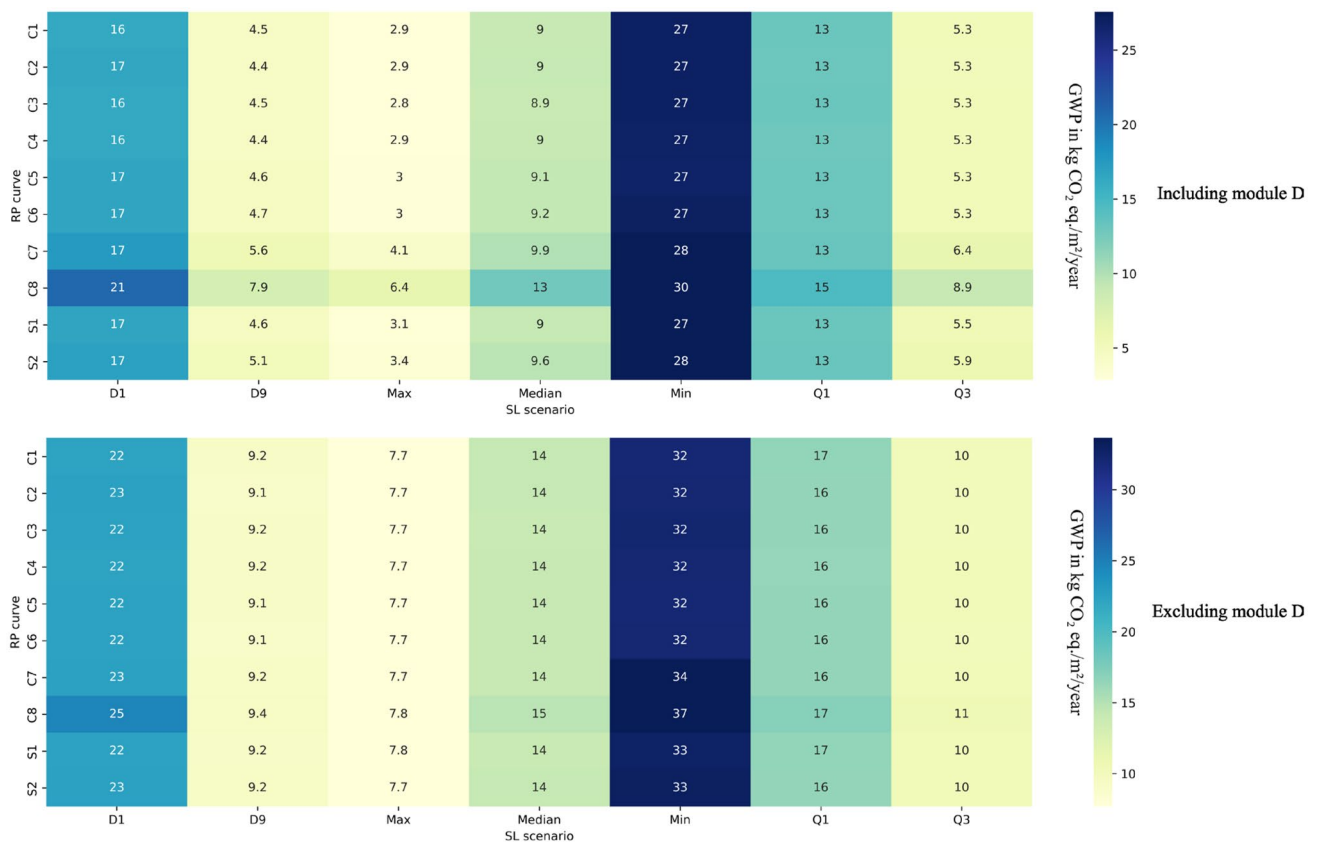 C1 16 4.5 2.9 9 27 13 5.3
C2 17 4.4 2.9 9 27 13 5.3
C3 16 4.5 2.8 8.9 27 13 5.3
C4 16 4.4 2.9 9 27 13 5.3
C5 17 4.6 3 9.1 27 13 5.3
C6 17 4.7 3 9.2 27 13 5.3
C7 17 5.6 4.1 9.9 28 13 6.4
C8 21 7.9 6.4 13 30 15 8.9
S1 17 4.6 3.1 9 27 13 5.5
S2 17 5.1 3.4 9.6 28 13 5.9
RP curve
D1 D9 Max Median Min Q1 Q3
SL scenario
25
20
15
10
5
GWP in kg CO₂ eq./m²/year
Including module D
C1 22 9.2 7.7 14 32 17 10
C2 23 9.1 7.7 14 32 16 10
C3 22 9.2 7.7 14 32 16 10
C4 22 9.2 7.7 14 32 16 10
C5 22 9.1 7.7 14 32 16 10
C6 22 9.1 7.7 14 32 16 10
C7 23 9.2 7.7 14 34 16 10
C8 25 9.4 7.8 15 37 17 11
S1 22 9.2 7.8 14 33 17 10
S2 23 9.2 7.7 14 33 16 10
RP curve
D1 D9 Max Median Min Q1 Q3
SL scenario
30
25
20
15
10
GWP in kg CO₂ eq./m²/year
Excluding module D